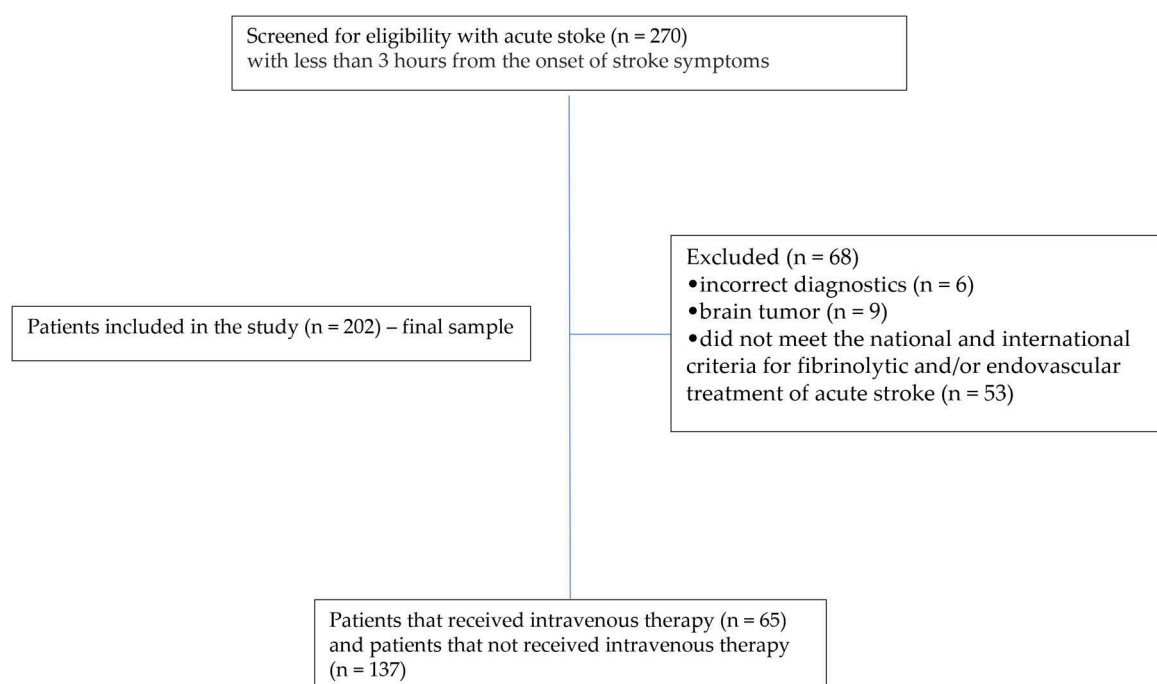 Screened for eligibility with acute stoke (n = 270)
with less than 3 hours from the onset of stroke symptoms
Excluded (n = 68)
•incorrect diagnostics (n = 6)
•brain tumor (n = 9)
•did not meet the national and international
criteria for fibrinolytic and/or endovascular
treatment of acute stroke (n = 53)
Patients included in the study (n = 202) – final sample
Patients that received intravenous therapy (n = 65)
and patients that not received intravenous therapy
(n = 137)